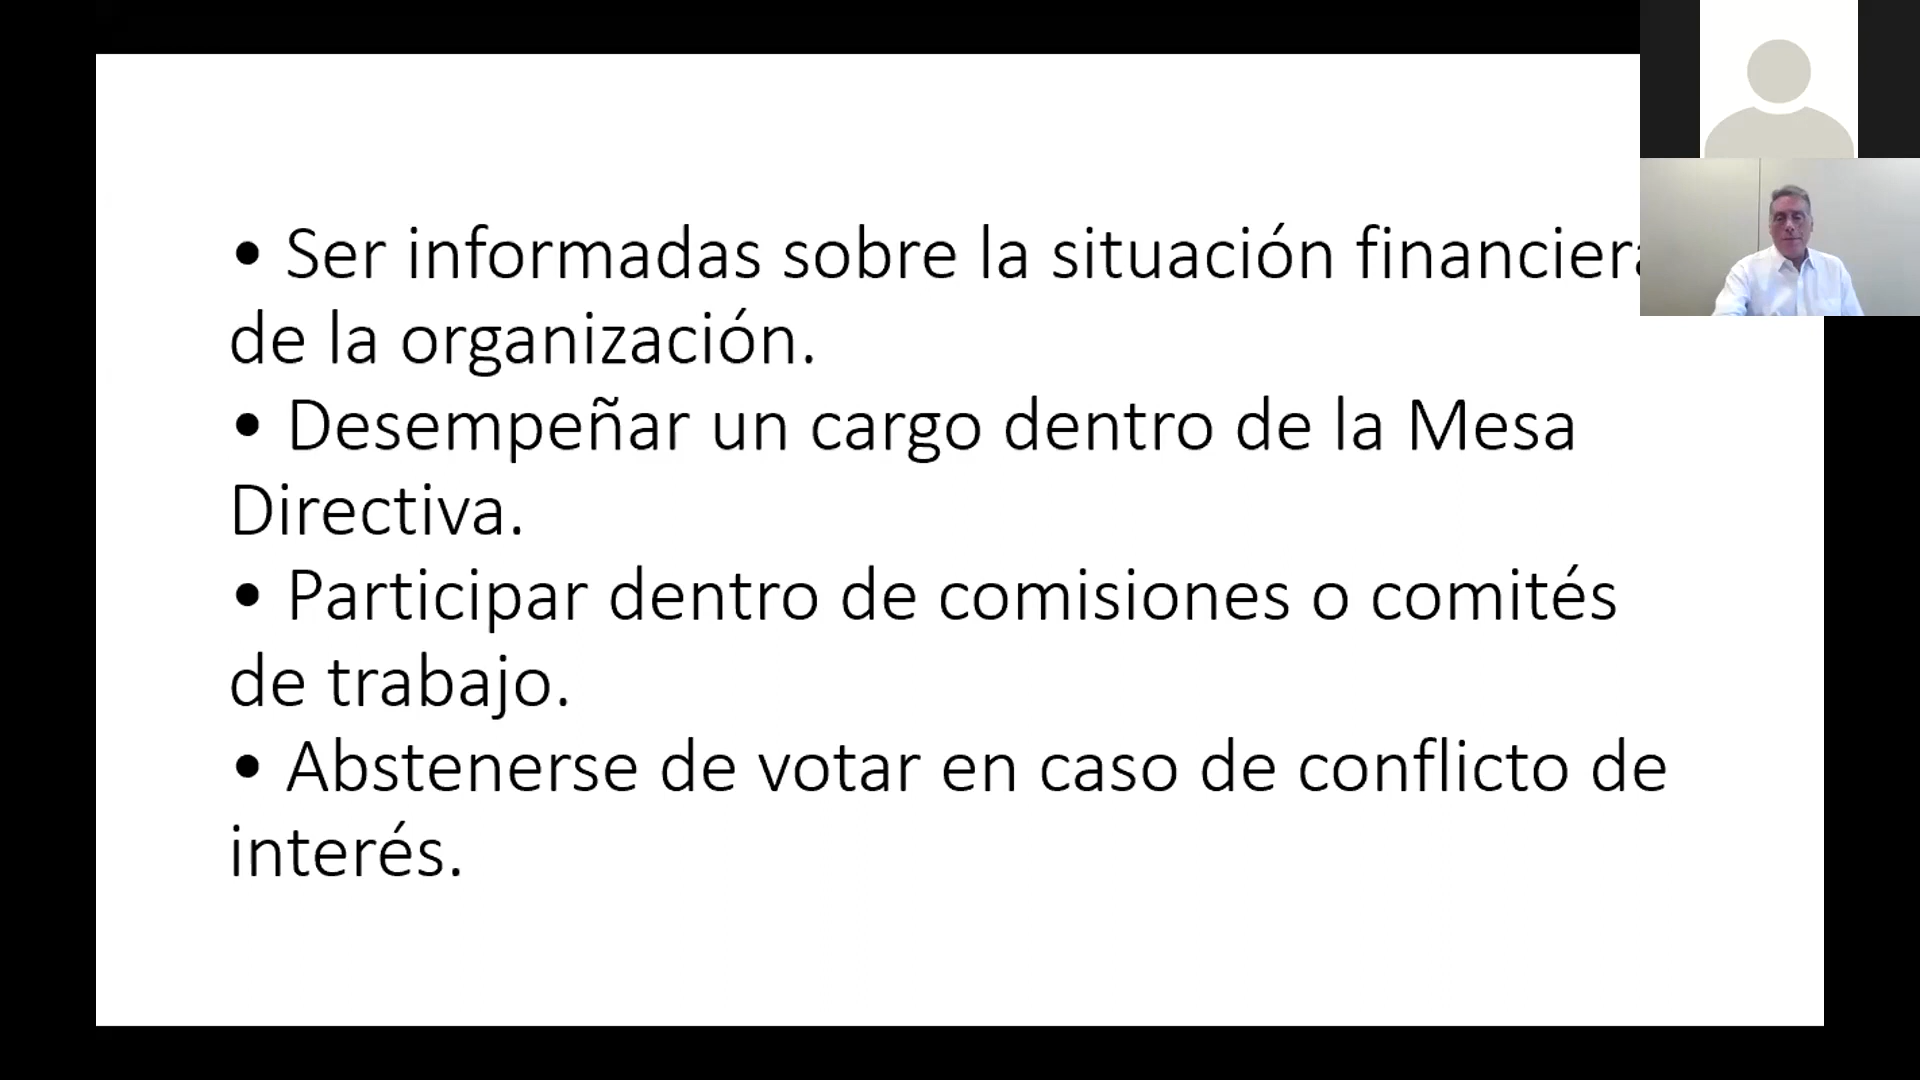 • Ser informadas sobre la situación financiera
de la organización.
• Desempeñar un cargo dentro de la Mesa
Directiva.
• Participar dentro de comisiones o comités
de trabajo.
• Abstenerse de votar en caso de conflicto de
interés.